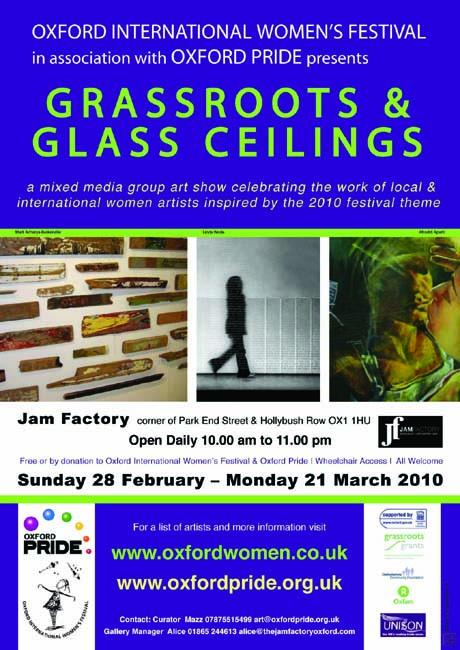 OXFORD INTERNATIONAL WOMEN'S FESTIVAL
in association with OXFORD PRIDE presents
GRASSROOTS &
GLASS CEILINGS
a mixed media group art show celebrating the work of local &
international women artists inspired by the 2010 festival theme
Jam Factory corner of Park End Street & Hollybush Row OX1 1HU
JF JAMFACTORY
Open Daily 10.00 am to 11.00 pm
Free or by donation to Oxford International Women's Festival & Oxford Pride | Wheelchair Access | All Welcome
Sunday 28 February – Monday 21 March 2010
OXFORD
PRIDE
OXFORD INTERNATIONAL WOMEN'S FESTIVAL
For a list of artists and more information visit
www.oxfordwomen.co.uk
www.oxfordpride.org.uk
Contact: Curator Mazz 07875515499 art@oxfordpride.org.uk
Gallery Manager Alice 01865 244613 alice@thejamfactoryoxford.com
supported by
grassroots
grants
Oxfam
UNISON